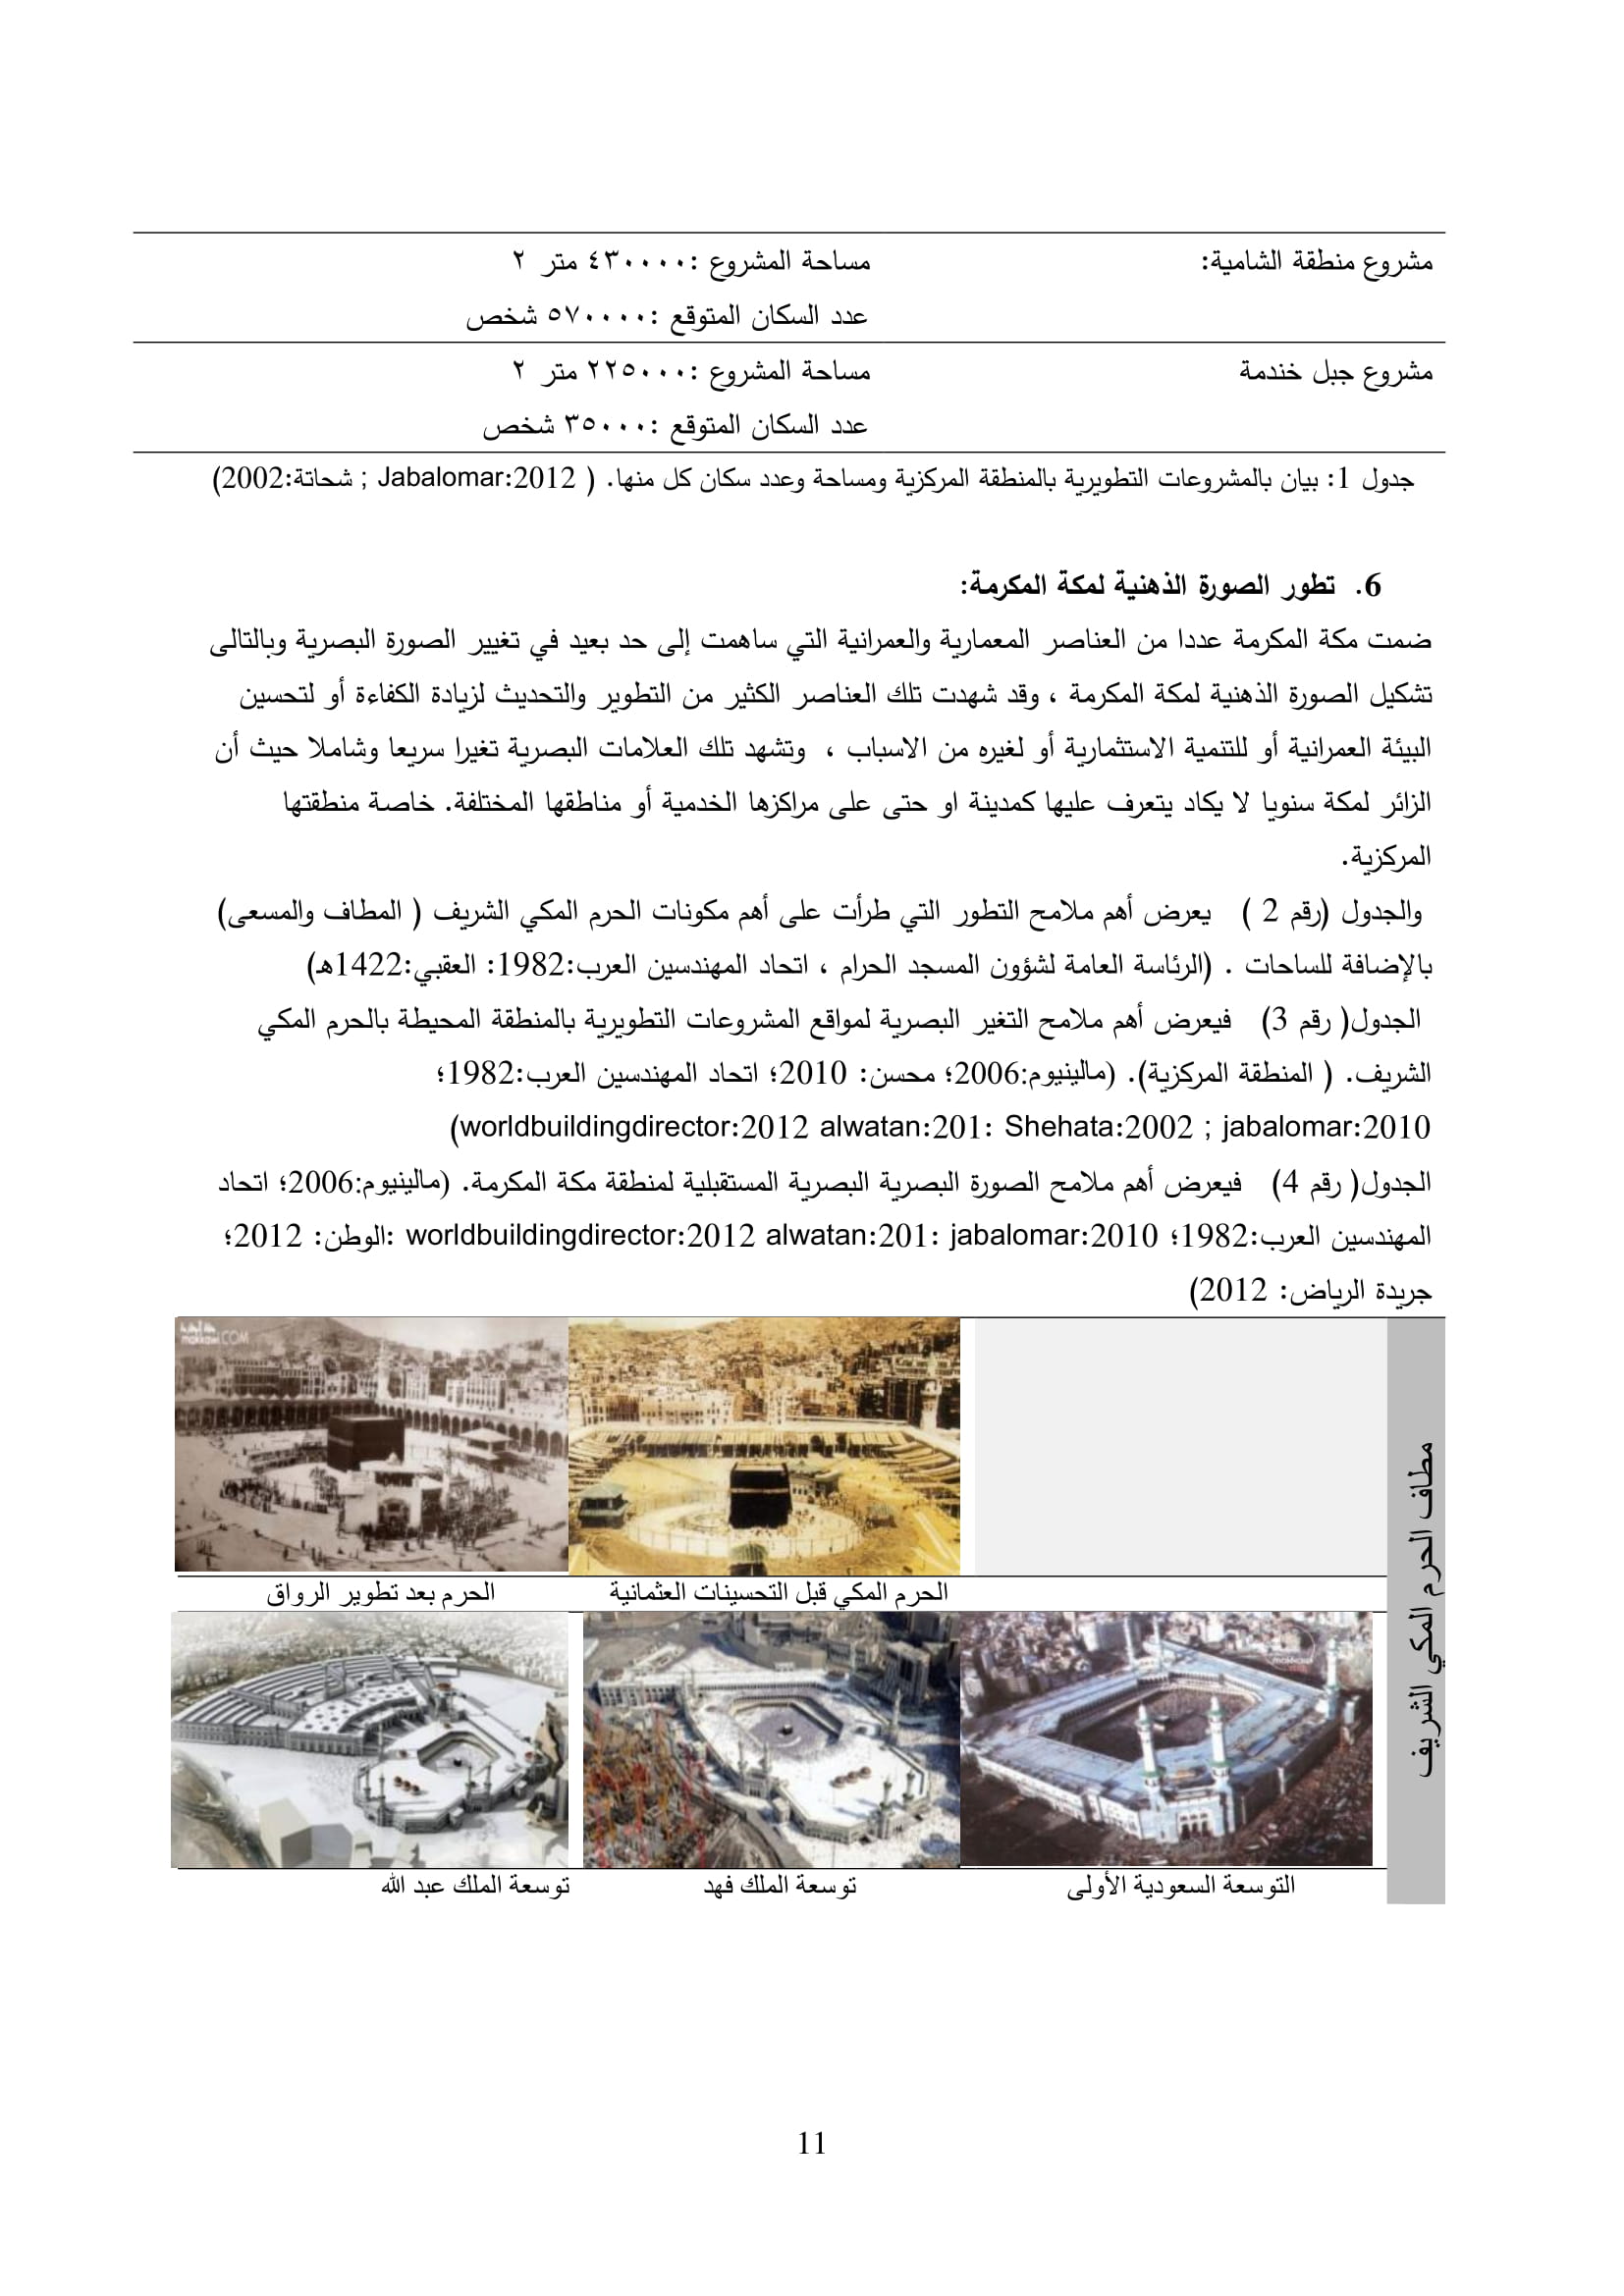 مشروع منطقة الشامية:
مساحة المشروع :٤٣٠٠٠٠ متر ٢
عدد السكان المتوقع :٥٧٠٠٠٠ شخص
مشروع جبل خندمة
مساحة المشروع :٢٢٥٠٠٠ متر ٢
عدد السكان المتوقع :٣٥٠٠٠ شخص
جدول 1: بيان بالمشروعات التطويرية بالمنطقة المركزية ومساحة وعدد سكان كل منها. ( Jabalomar:2012 ; شحاتة:2002)
6. تطور الصورة الذهنية لمكة المكرمة:
ضمت مكة المكرمة عددا من العناصر المعمارية والعمرانية التي ساهمت إلى حد بعيد في تغيير الصورة البصرية وبالتالى
تشكيل الصورة الذهنية لمكة المكرمة ، وقد شهدت تلك العناصر الكثير من التطوير والتحديث لزيادة الكفاءة أو لتحسين
البيئة العمرانية أو للتنمية الاستثمارية أو لغيره من الاسباب ، وتشهد تلك العلامات البصرية تغيرا سريعا وشاملا حيث أن
الزائر لمكة سنويا لا يكاد يتعرف عليها كمدينة او حتى على مراكزها الخدمية أو مناطقها المختلفة. خاصة منطقتها
المركزية.
والجدول (رقم 2 ) يعرض أهم ملامح التطور التي طرأت على أهم مكونات الحرم المكي الشريف ( المطاف والمسعى)
بالإضافة للساحات . (الرئاسة العامة لشؤون المسجد الحرام ، اتحاد المهندسين العرب:1982: العقبي:1422هـ)
الجدول( رقم 3) فيعرض أهم ملامح التغير البصرية لمواقع المشروعات التطويرية بالمنطقة المحيطة بالحرم المكي
الشريف. ( المنطقة المركزية). (مالينيوم:2006؛ محسن: 2010؛ اتحاد المهندسين العرب:1982؛
(worldbuildingdirector:2012 alwatan:201: Shehata:2002 ; jabalomar:2010
الجدول( رقم 4) فيعرض أهم ملامح الصورة البصرية البصرية المستقبلية لمنطقة مكة المكرمة. (مالينيوم:2006؛ اتحاد
المهندسين العرب:1982؛ worldbuildingdirector:2012 alwatan:201: jabalomar:2010 :الوطن: 2012؛
جريدة الرياض: 2012)
مطاف الحرم المكي الشريف
الحرم المكي قبل التحسينات العثمانية
الحرم بعد تطوير الرواق
التوسعة السعودية الأولى
توسعة الملك فهد
توسعة الملك عبد الله
11